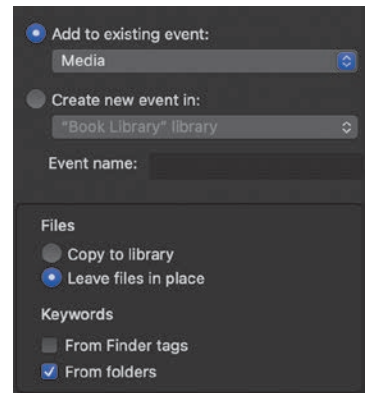 Add to existing event:
Media
Create new event in:
"Book Library" library
Event name:
Files
Copy to library
Leave files in place
Keywords
From Finder tags
From folders